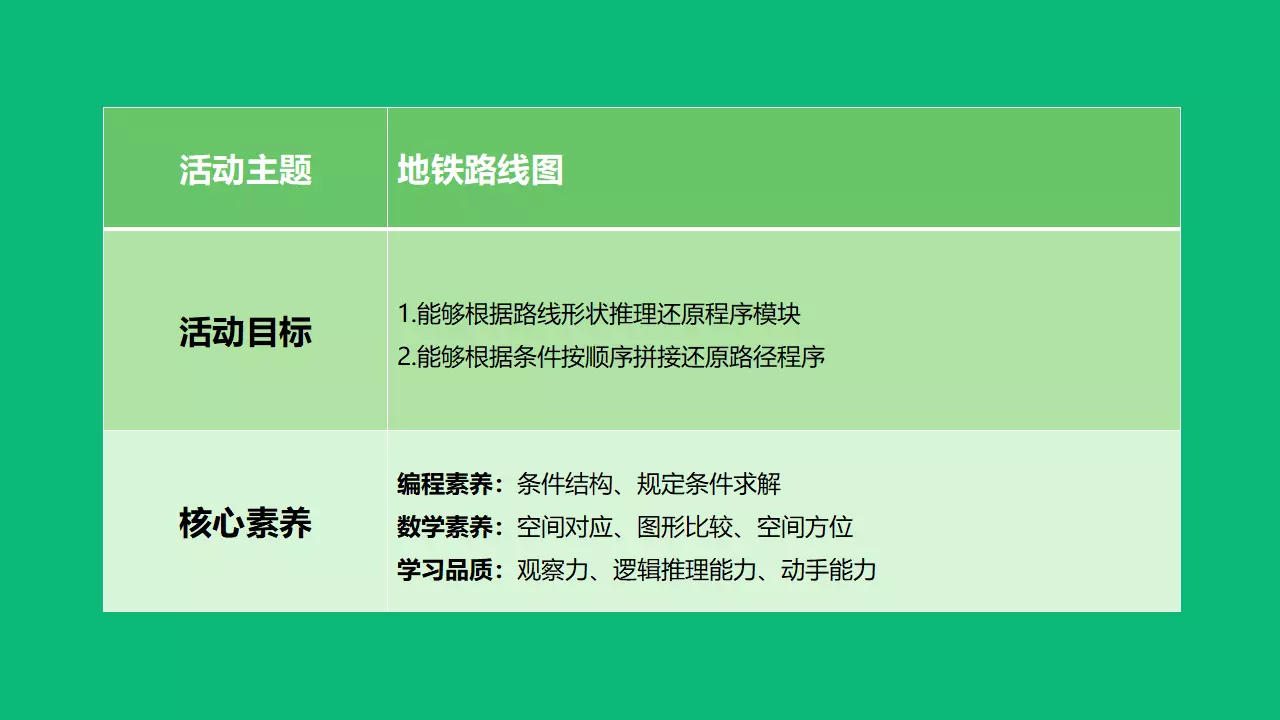 活动主题
地铁路线图
活动目标
1.能够根据路线形状推理还原程序模块
2.能够根据条件按顺序拼接还原路径程序
核心素养
编程素养：条件结构、规定条件求解
数学素养：空间对应、图形比较、空间方位
学习品质：观察力、逻辑推理能力、动手能力